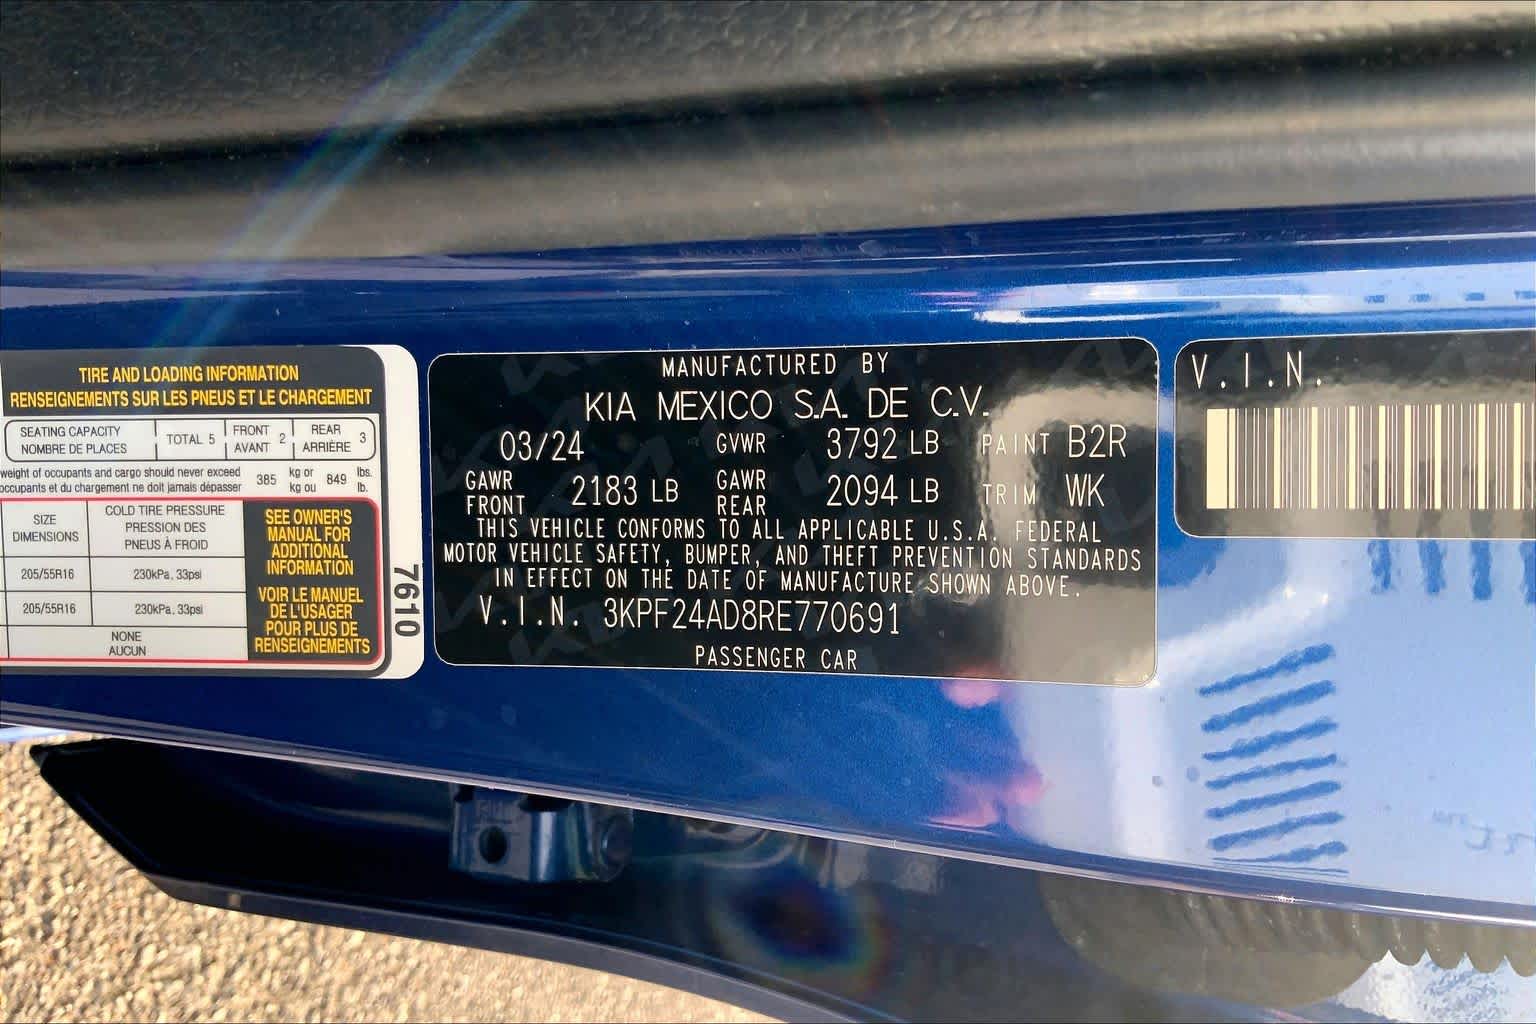 TIRE AND LOADING INFORMATION
RENSEIGNEMENTS SUR LES PNEUS ET LE CHARGEMENT
SEATING CAPACITY
NOMBRE DE PLACES
TOTAL 5
FRONT
AVANT 2
REAR
ARRIÈRE 3
weight of occupants and cargo should never exceed
occupants et du chargement ne doit jamais dépasser
385
kg or
kg ou
849
lbs.
lb.
SIZE
DIMENSIONS
COLD TIRE PRESSURE
PRESSION DES
PNEUS À FROID
205/55R16
230kPa, 33psi
205/55R16
230kPa, 33psi
NONE
AUCUN
SEE OWNER'S
MANUAL FOR
ADDITIONAL
INFORMATION
VOIR LE MANUEL
DE L'USAGER
POUR PLUS DE
RENSEIGNEMENTS
7610
MANUFACTURED BY
KIA MEXICO S.A. DE C.V.
03/24 GVWR 3792 LB PAINT B2R
GAWR
FRONT 2183 LB
GAWR
REAR 2094 LB TRIM WK
THIS VEHICLE CONFORMS TO ALL APPLICABLE U.S.A. FEDERAL
MOTOR VEHICLE SAFETY, BUMPER, AND THEFT PREVENTION STANDARDS
IN EFFECT ON THE DATE OF MANUFACTURE SHOWN ABOVE.
V.I.N. 3KPF24AD8RE770691
PASSENGER CAR
V.I.N.